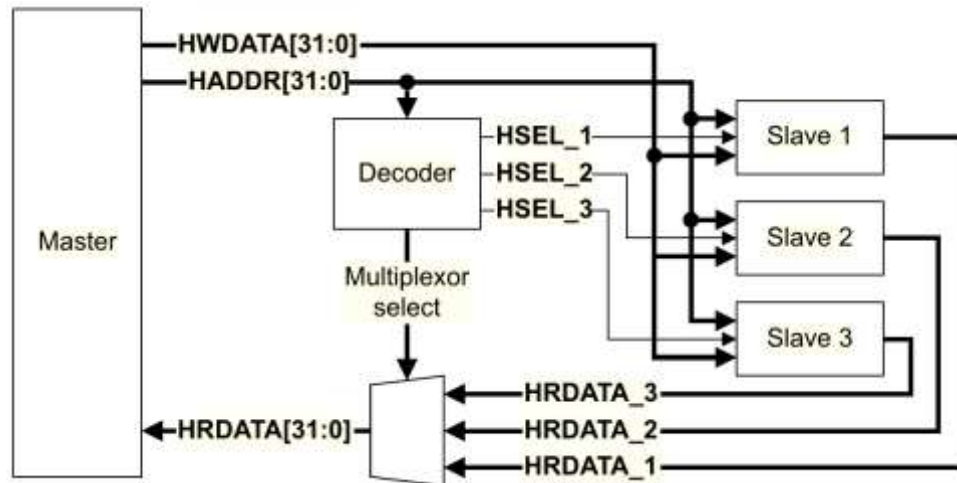 HWDATA[31:0]
HADDR[31:0]
Slave 1
HSEL_1
Decoder
HSEL_2
HSEL_3
Master
Slave 2
Multiplexor
select
Slave 3
HRDATA_3
HRDATA[31:0]
HRDATA_2
HRDATA_1